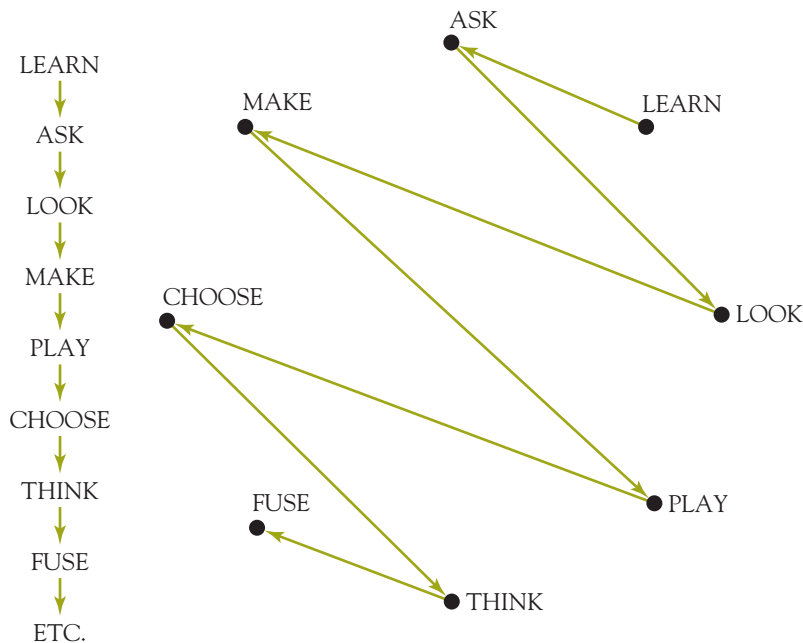 LEARN
ASK
LOOK
MAKE
PLAY
CHOOSE
THINK
FUSE
ETC.
ASK
MAKE
LEARN
CHOOSE
LOOK
FUSE
PLAY
THINK